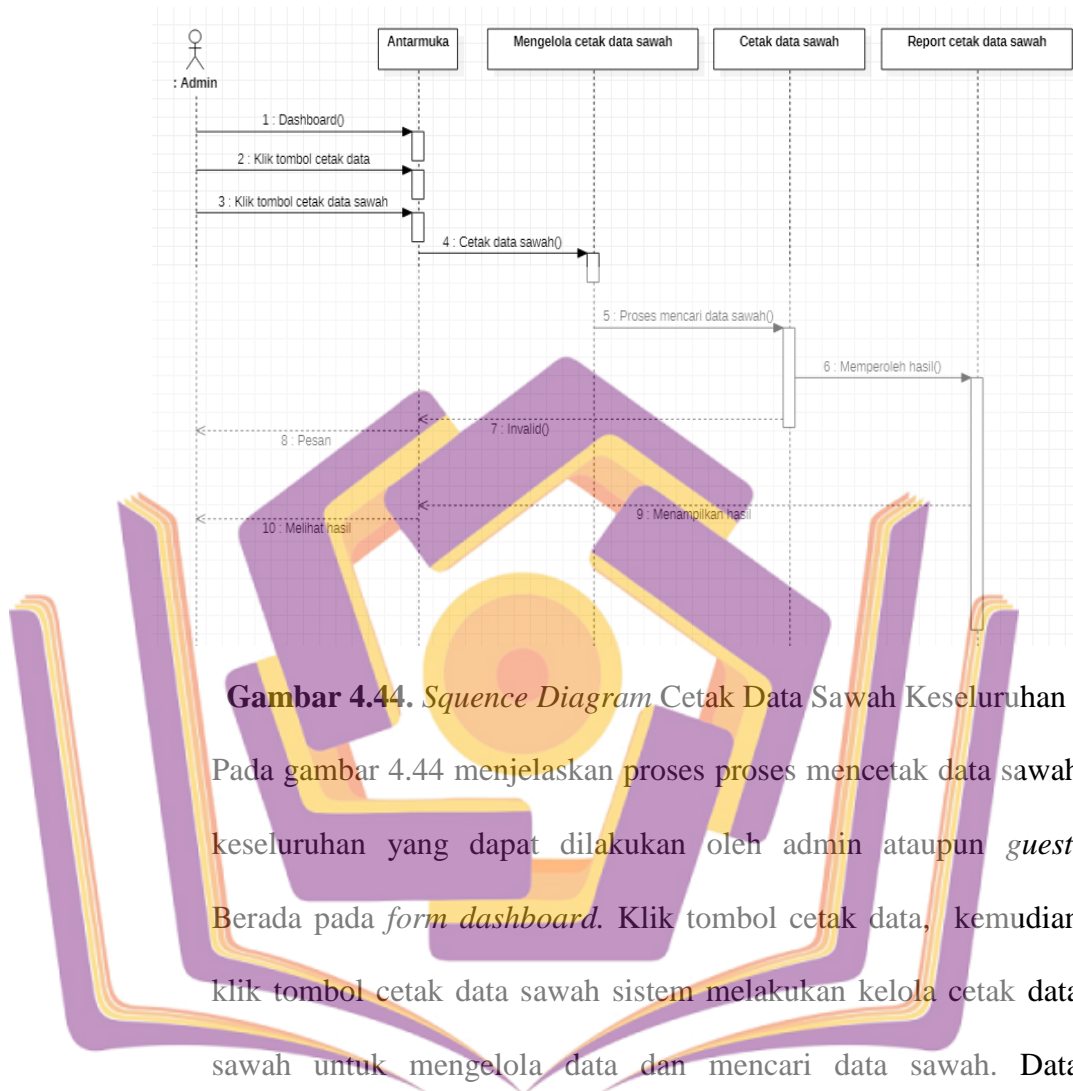 Antarmuka
Mengelola cetak data sawah
Cetak data sawah
Report cetak data sawah
: Admin
1 : Dashboard()
2 : Klik tombol cetak data
3 : Klik tombol cetak data sawah
4 : Cetak data sawah()
5 : Proses mencari data sawah()
6 : Memperoleh hasil()
7 : Invalid()
8 : Pesan
9 : Menampilkan hasil
10 : Melihat hasil
Gambar 4.44. Squence Diagram Cetak Data Sawah Keseluruhan
Pada gambar 4.44 menjelaskan proses proses mencetak data sawah
keseluruhan yang dapat dilakukan oleh admin ataupun guest
Berada pada form dashboard. Klik tombol cetak data, kemudian
klik tombol cetak data sawah sistem melakukan kelola cetak data
sawah untuk mengelola data dan mencari data sawah. Data